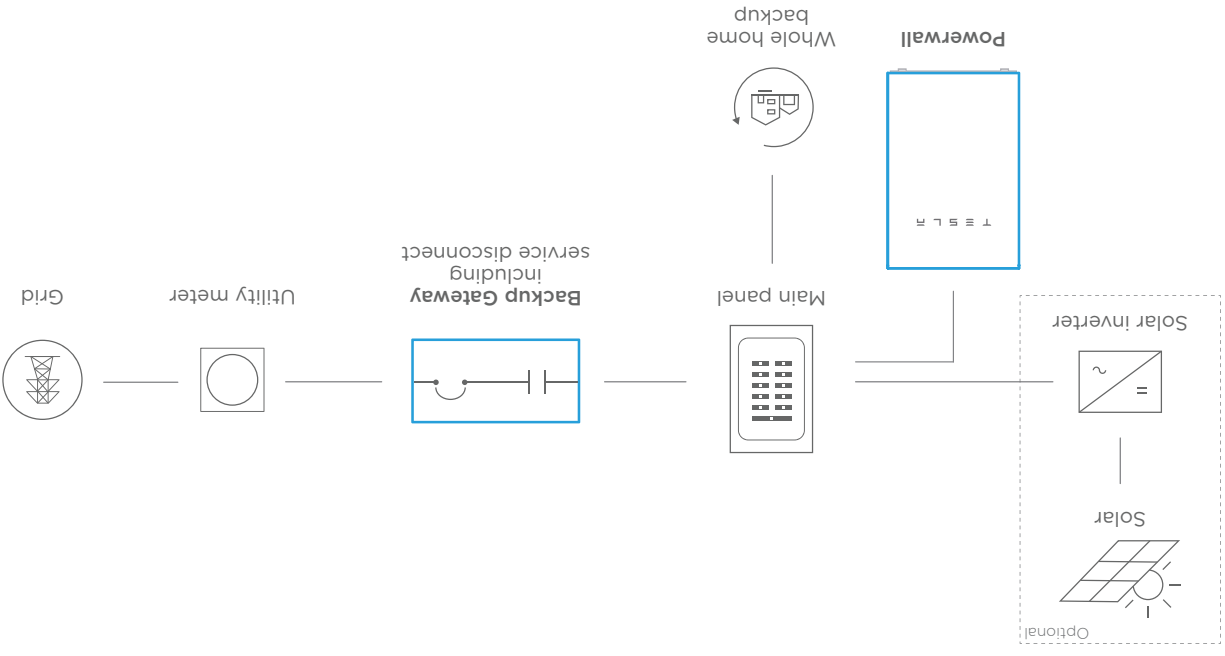 Optional
Solar
Solar inverter
Main panel
Backup Gateway
including
service disconnect
Utility meter
Grid
TESLA
Powerwall
Whole home
backup